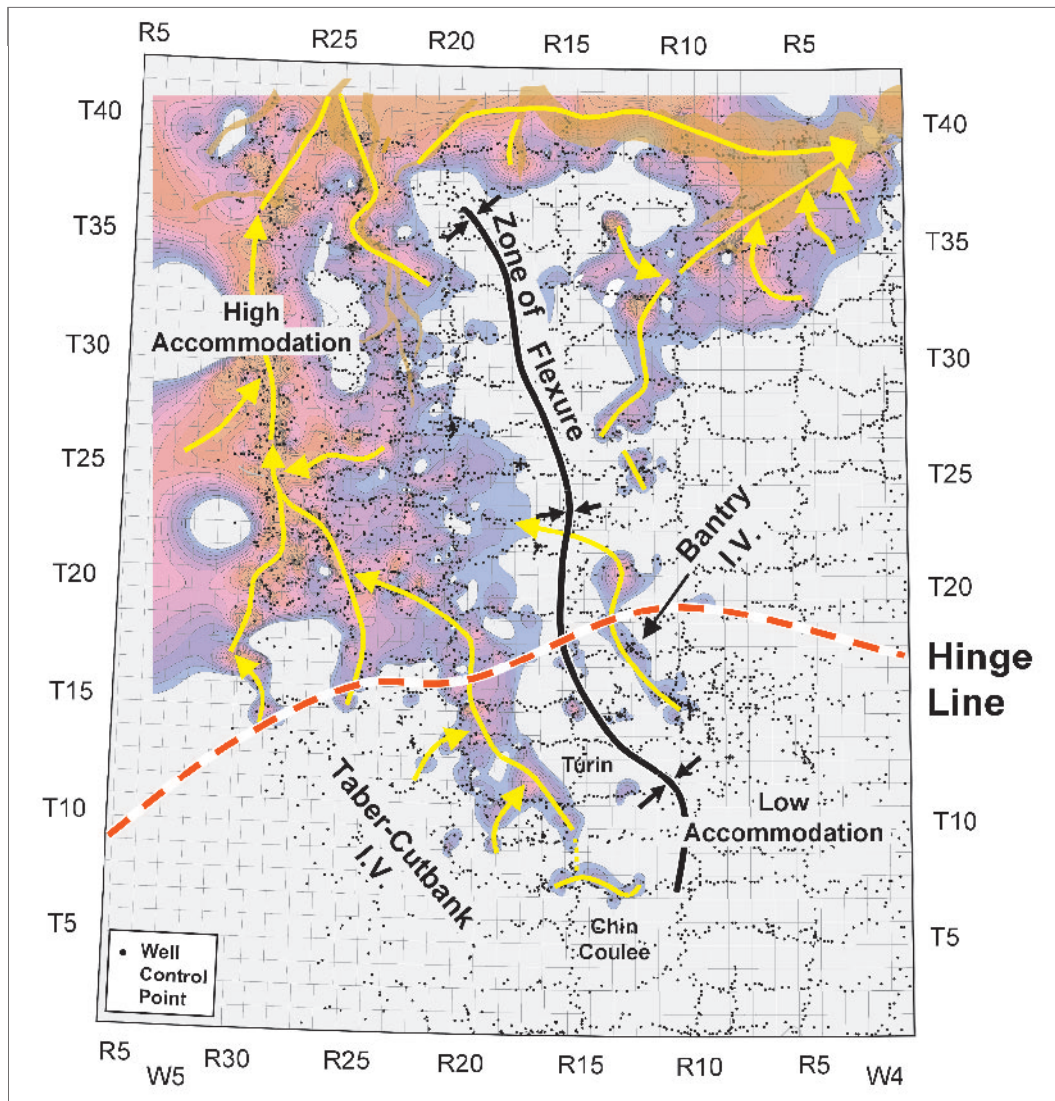 R5 R25 R20 R15 R10 R5
T40 T40
T35 T35
Zone of
Flexure
High
Accommodation
T30 T30
T25 T25
Bantry
I.V.
T20 T20
Hinge
Line
T15 T15
Turin
Taber-Cutbank
I.V.
Low
Accommodation
T10 T10
T5 T5
Chin
Coulee
• Well
Control
Point
R5 R30 R25 R20 R15 R10 R5
W5 W4